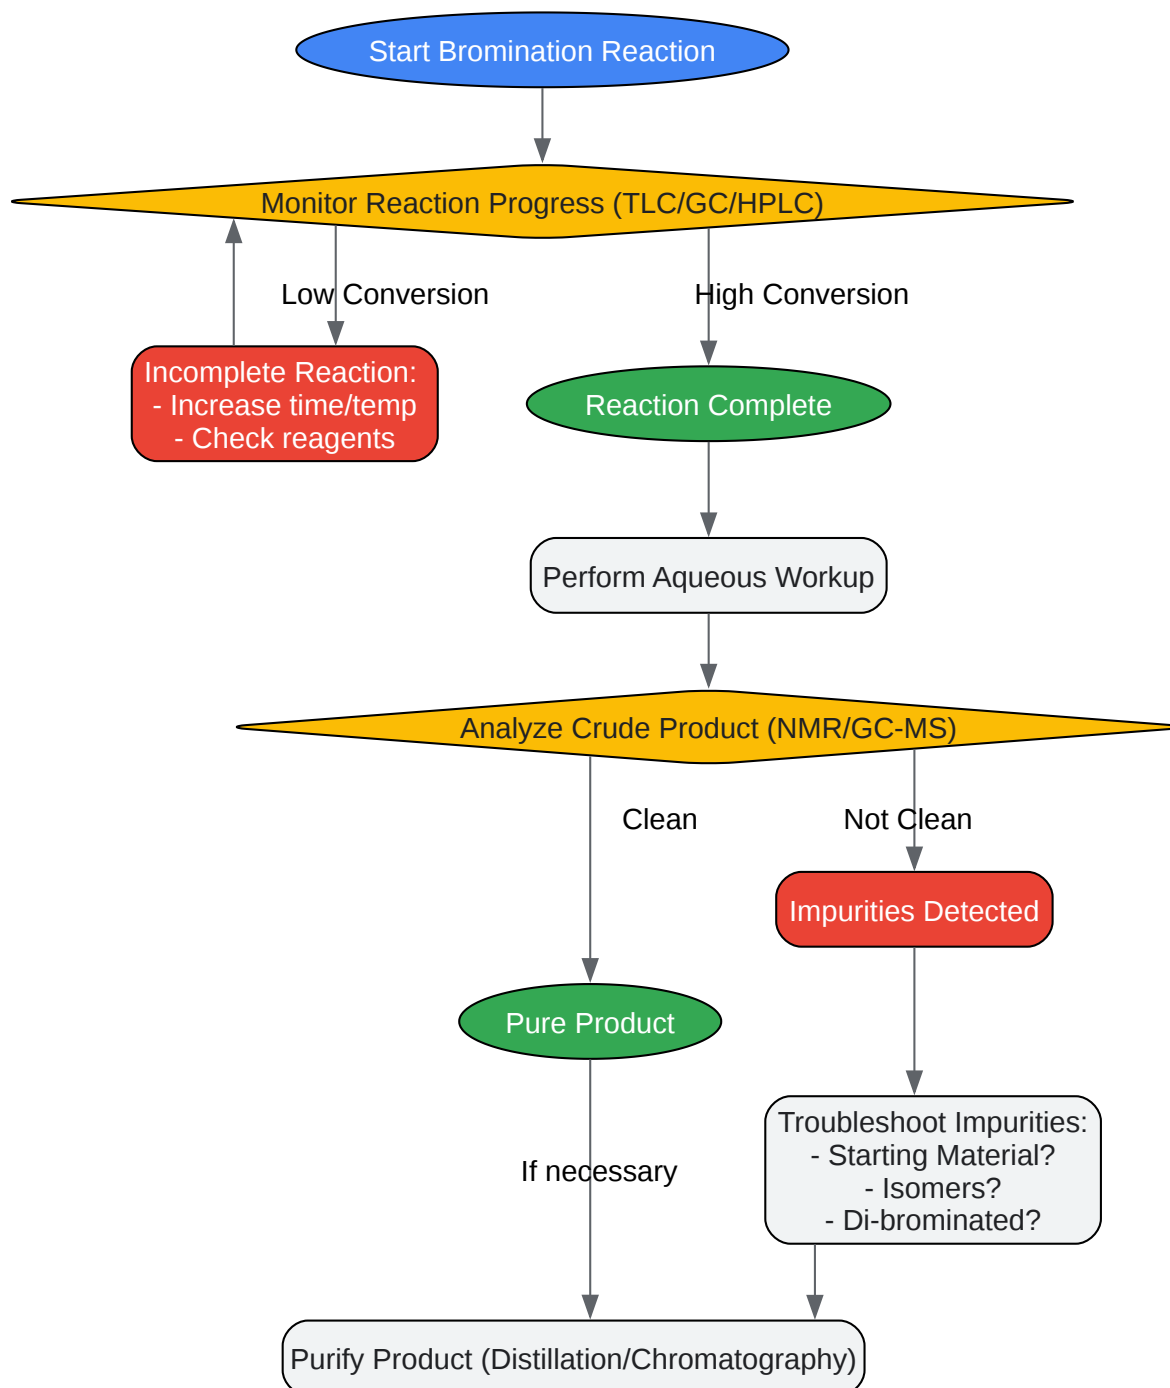 Start Bromination Reaction
Monitor Reaction Progress (TLC/GC/HPLC)
Low Conversion
High Conversion
Incomplete Reaction:
- Increase time/temp
- Check reagents
Reaction Complete
Perform Aqueous Workup
Analyze Crude Product (NMR/GC-MS)
Clean
Not Clean
Impurities Detected
Pure Product
Troubleshoot Impurities:
- Starting Material?
- Isomers?
- Di-brominated?
If necessary
Purify Product (Distillation/Chromatography)